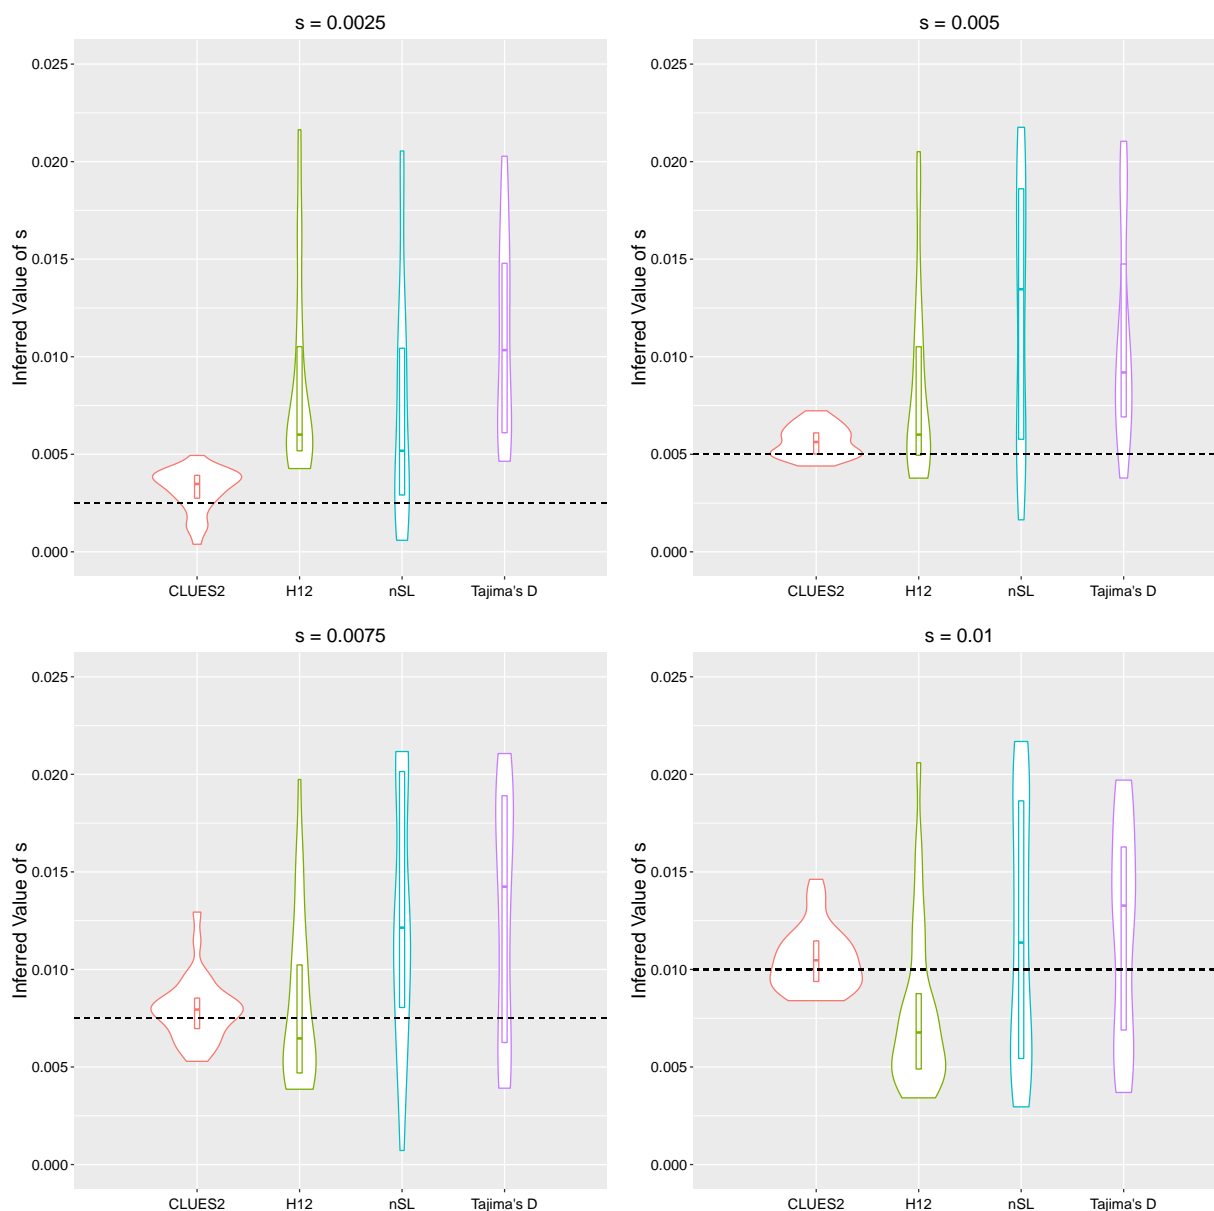 s = 0.0025
Inferred Value of s
0.025
0.020
0.015
0.010
0.005
0.000
CLUES2 H12 nSL Tajima's D
s = 0.005
Inferred Value of s
0.025
0.020
0.015
0.010
0.005
0.000
CLUES2 H12 nSL Tajima's D
s = 0.0075
Inferred Value of s
0.025
0.020
0.015
0.010
0.005
0.000
CLUES2 H12 nSL Tajima's D
s = 0.01
Inferred Value of s
0.025
0.020
0.015
0.010
0.005
0.000
CLUES2 H12 nSL Tajima's D